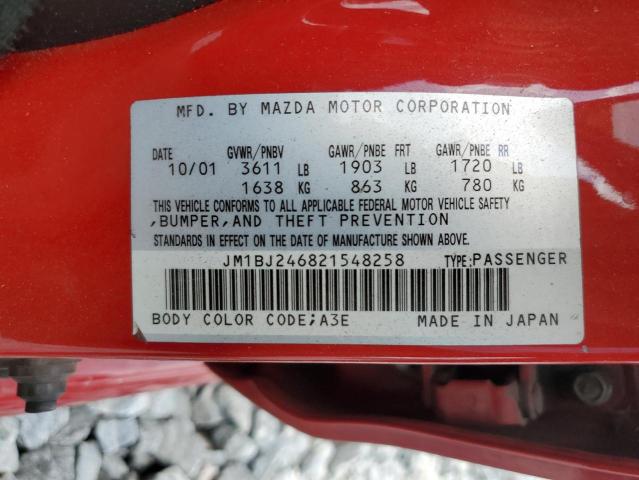 MFD. BY MAZDA MOTOR CORPORATION
DATE GVWR/PNBV GAWR/PNBE FRT GAWR/PNBE RR
10/01 3611 LB 1903 LB 1720 LB
1638 KG 863 KG 780 KG
THIS VEHICLE CONFORMS TO ALL APPLICABLE FEDERAL MOTOR VEHICLE SAFETY
,BUMPER,AND THEFT PREVENTION
STANDARDS IN EFFECT ON THE DATE OF MANUFACTURE SHOWN ABOVE.
JM1BJ246821548258 TYPE:PASSENGER
BODY COLOR CODE;A3E MADE IN JAPAN